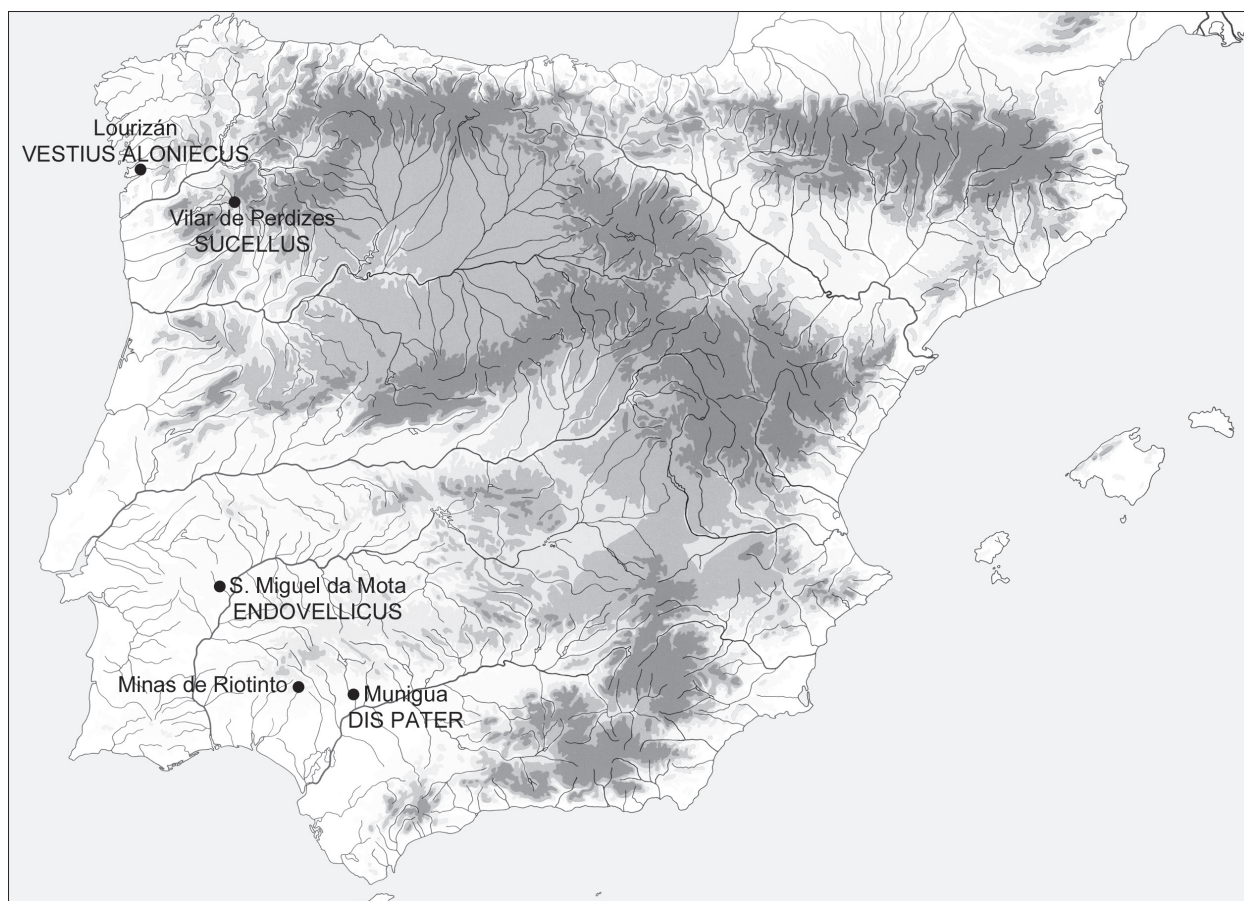 Lourizán
VESTIUS ALONIECUS
Vilar de Perdizes
SUCELLUS
S. Miguel da Mota
ENDOVELLICUS
Minas de Riotinto
Munigua
DIS PATER